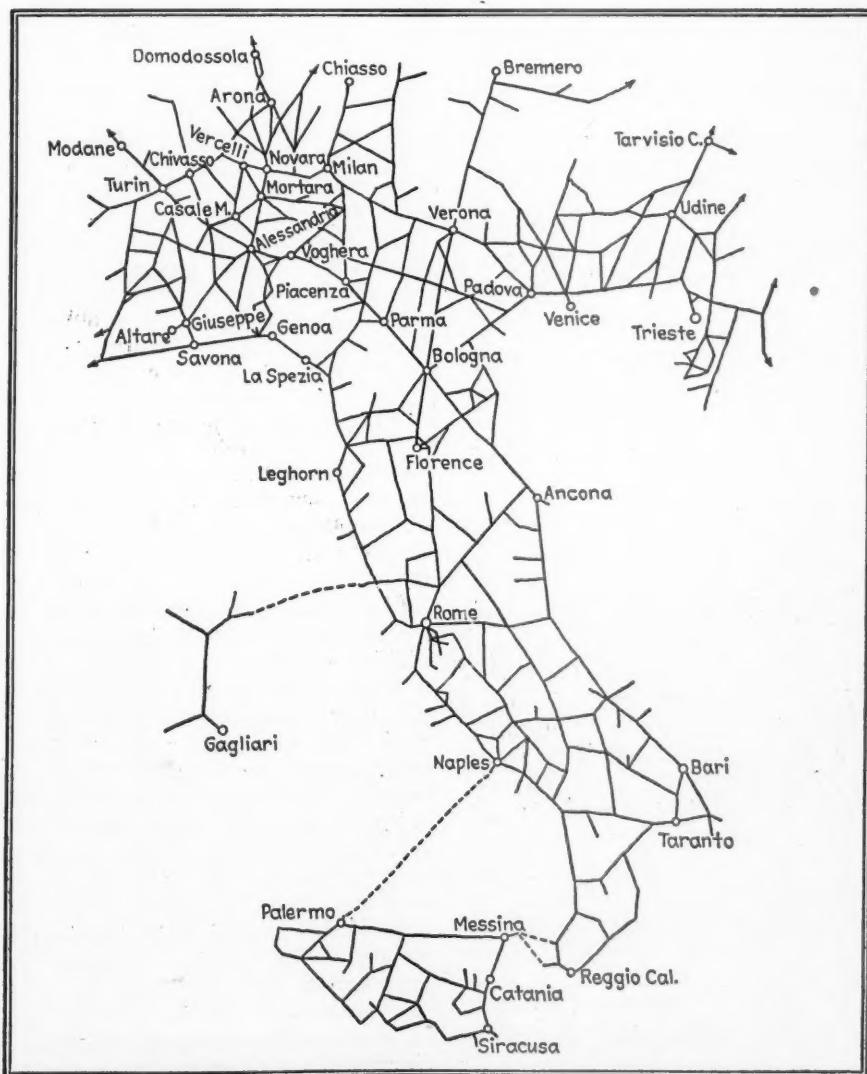 Domodossola
Chiasso
Brennero
Arona
Modane
Vercelli
Tarvisio C.
Chivasso
Novara
Milan
Turin
Mortara
Casale M.
Alessandria
Verona
Udine
Voghera
Piacenza
Padova
Venice
Trieste
Altare
Giuseppe
Genoa
Parma
Savona
La Spezia
Bologna
Leghorn
Florence
Ancona
Rome
Gagliari
Naples
Bari
Taranto
Palermo
Messina
Reggio Cal.
Catania
Siracusa